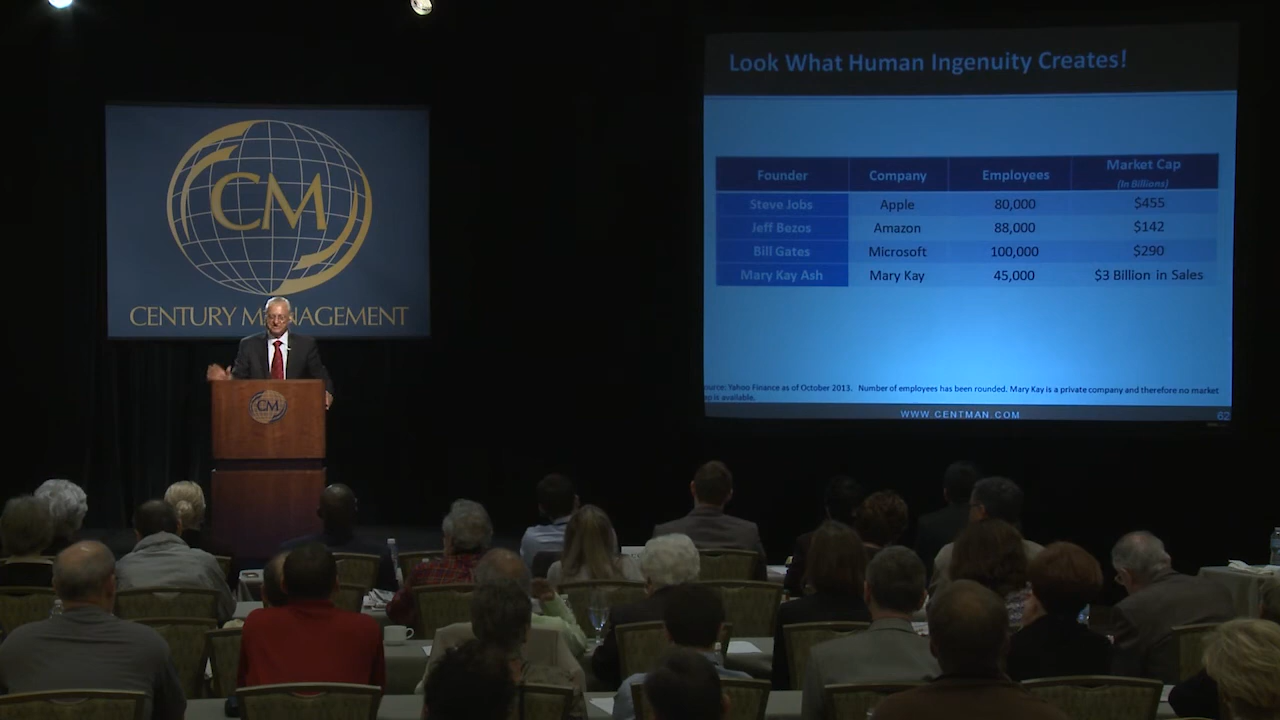 CM
CENTURY MANAGEMENT
CM
Look What Human Ingenuity Creates!
Founder Company Employees Market Cap
(In Billions)
Steve Jobs Apple 80,000 $455
Jeff Bezos Amazon 88,000 $142
Bill Gates Microsoft 100,000 $290
Mary Kay Ash Mary Kay 45,000 $3 Billion in Sales
Yahoo Finance as of October 2013. Number of employees has been rounded. Mary Kay is a private company and therefore no market
is available.
WWW.CENTMAN.COM
62